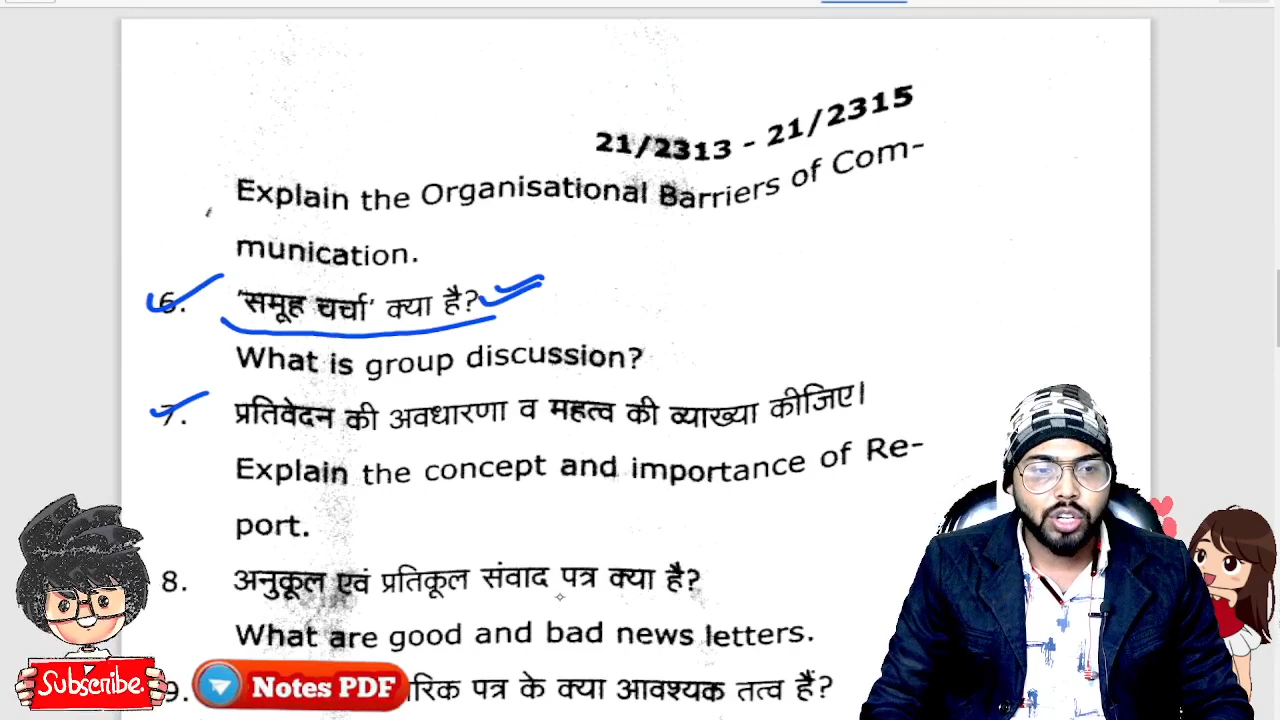 21/2313 - 21/2315
Explain the Organisational Barriers of Com-
munication.
6. 'समूह चर्चा' क्या है?
What is group discussion?
7. प्रतिवेदन की अवधारणा व महत्व की व्याख्या कीजिए।
Explain the concept and importance of Re-
port.
8. अनुकूल एवं प्रतिकूल संवाद पत्र क्या है?
What are good and bad news letters.
9. रिक पत्र के क्या आवश्यक तत्व हैं?
Notes PDF
Subscribe.